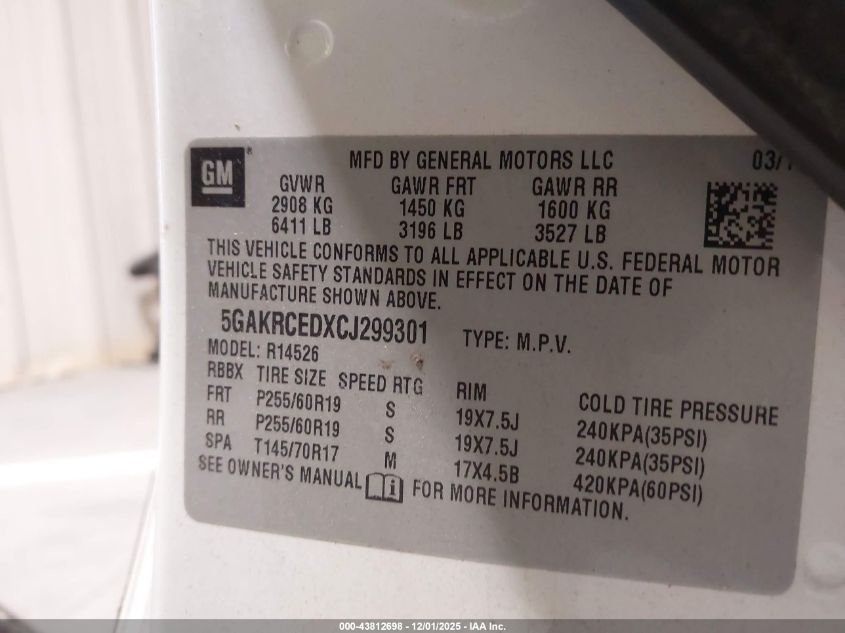 GM ®
MFD BY GENERAL MOTORS LLC 03/
GVWR GAWR FRT GAWR RR
2908 KG 1450 KG 1600 KG
6411 LB 3196 LB 3527 LB
THIS VEHICLE CONFORMS TO ALL APPLICABLE U.S. FEDERAL MOTOR
VEHICLE SAFETY STANDARDS IN EFFECT ON THE DATE OF
MANUFACTURE SHOWN ABOVE.
5GAKRCEDXCJ299301 TYPE: M.P.V.
MODEL: R14526
RBBX TIRE SIZE SPEED RTG RIM COLD TIRE PRESSURE
FRT P255/60R19 S 19X7.5J 240KPA(35PSI)
RR P255/60R19 S 19X7.5J 240KPA(35PSI)
SPA T145/70R17 M 17X4.5B 420KPA(60PSI)
SEE OWNER'S MANUAL i FOR MORE INFORMATION.
000-43812698 - 12/01/2025 - IAA Inc.